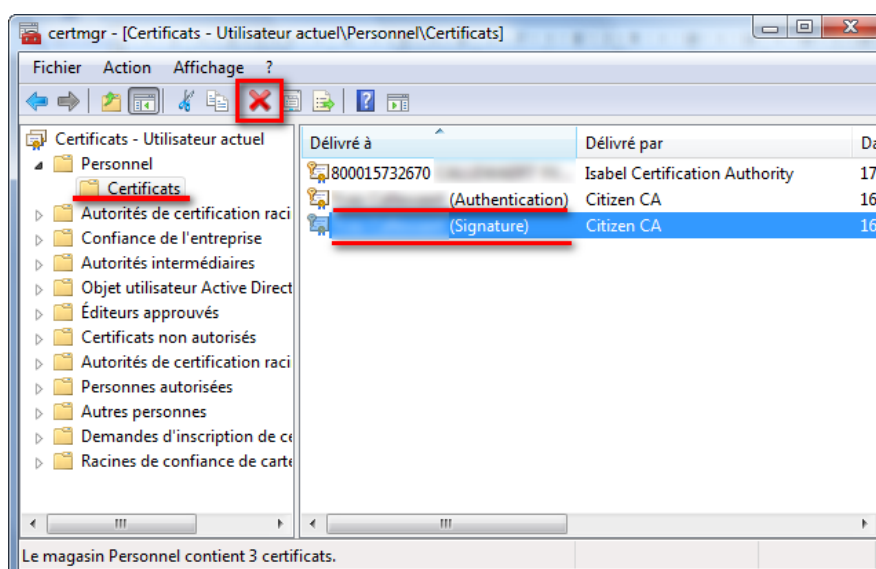 certmgr - [Certificats - Utilisateur actuel\Personnel\Certificats]
Fichier Action Affichage ?
Certificats - Utilisateur actuel
Personnel
Certificats
Autorités de certification raci
Confiance de l'entreprise
Autorités intermédiaires
Objet utilisateur Active Direct
Éditeurs approuvés
Certificats non autorisés
Autorités de certification raci
Personnes autorisées
Autres personnes
Demandes d'inscription de ce
Racines de confiance de carte
Délivré à Délivré par Da
800015732670 Isabel Certification Authority 17
(Authentication) Citizen CA 16
(Signature) Citizen CA 16
Le magasin Personnel contient 3 certificats.